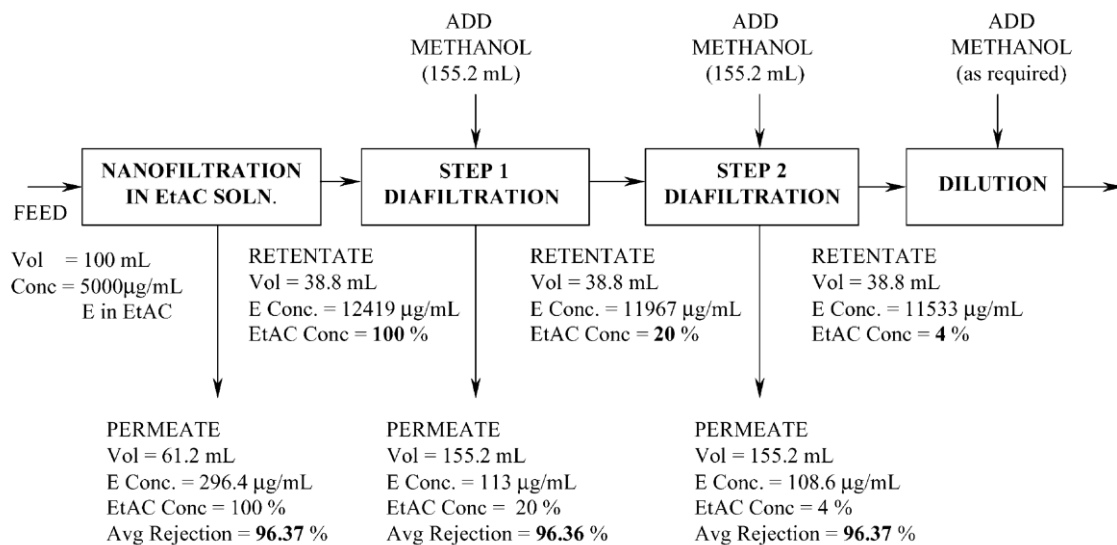 ADD
METHANOL
(155.2 mL)
ADD
METHANOL
(155.2 mL)
ADD
METHANOL
(as required)
NANOFILTRATION
IN EtAC SOLN.
STEP 1
DIAFILTRATION
STEP 2
DIAFILTRATION
DILUTION
FEED
Vol = 100 mL
Conc = 5000µg/mL
E in EtAC
RETENTATE
Vol = 38.8 mL
E Conc. = 12419 µg/mL
EtAC Conc = 100 %
RETENTATE
Vol = 38.8 mL
E Conc. = 11967 µg/mL
EtAC Conc = 20 %
RETENTATE
Vol = 38.8 mL
E Conc. = 11533 µg/mL
EtAC Conc = 4 %
PERMEATE
Vol = 61.2 mL
E Conc. = 296.4 µg/mL
EtAC Conc = 100 %
Avg Rejection = 96.37 %
PERMEATE
Vol = 155.2 mL
E Conc. = 113 µg/mL
EtAC Conc = 20 %
Avg Rejection = 96.36 %
PERMEATE
Vol = 155.2 mL
E Conc. = 108.6 µg/mL
EtAC Conc = 4 %
Avg Rejection = 96.37 %